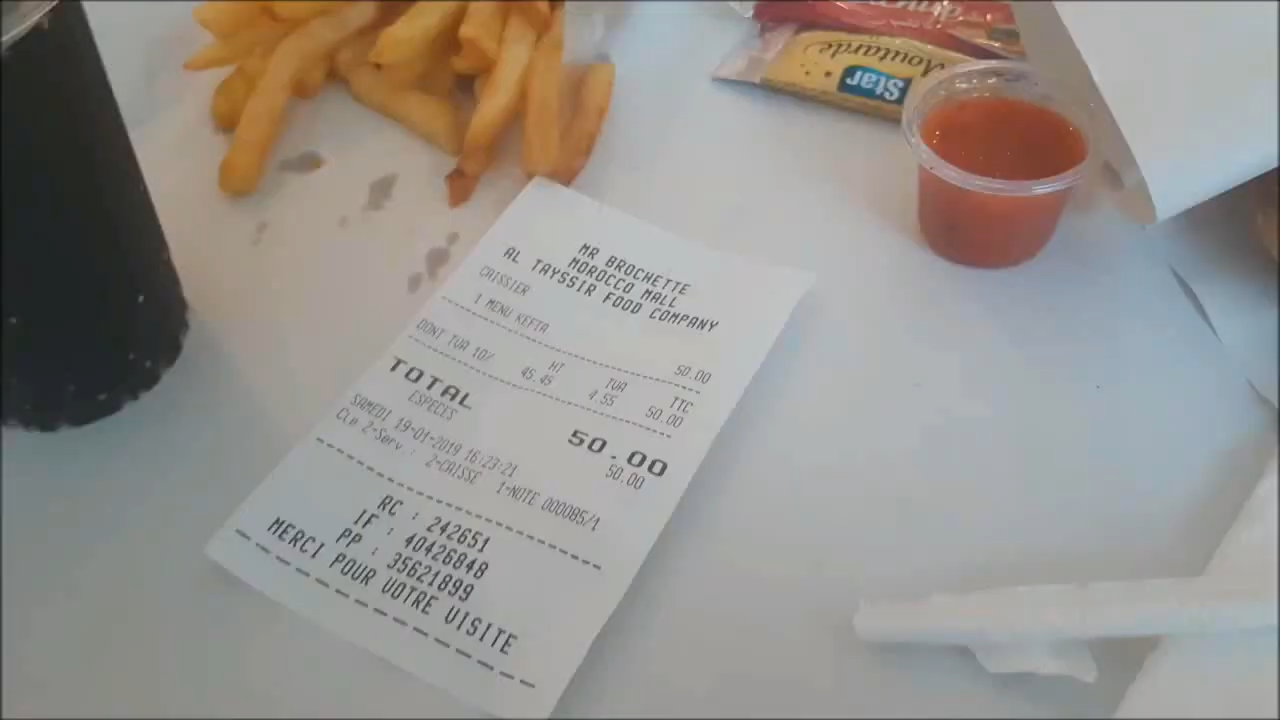 Moutarde
Star
MR BROCHETTE
MOROCCO MALL
AL TAYSSIR FOOD COMPANY
CAISSIER
1 MENU KEFTA 50.00
HT TVA TTC
DONT TVA 10/ 45.45 4.55 50.00
TOTAL 50.00
ESPECES 50.00
SAMEDI 19-01-2019 16:23:21
Cle 2-Serv : 2-CAISSE 1-NOTE 000085/1
RC : 242651
IF : 40426848
PP : 35621899
MERCI POUR VOTRE VISITE